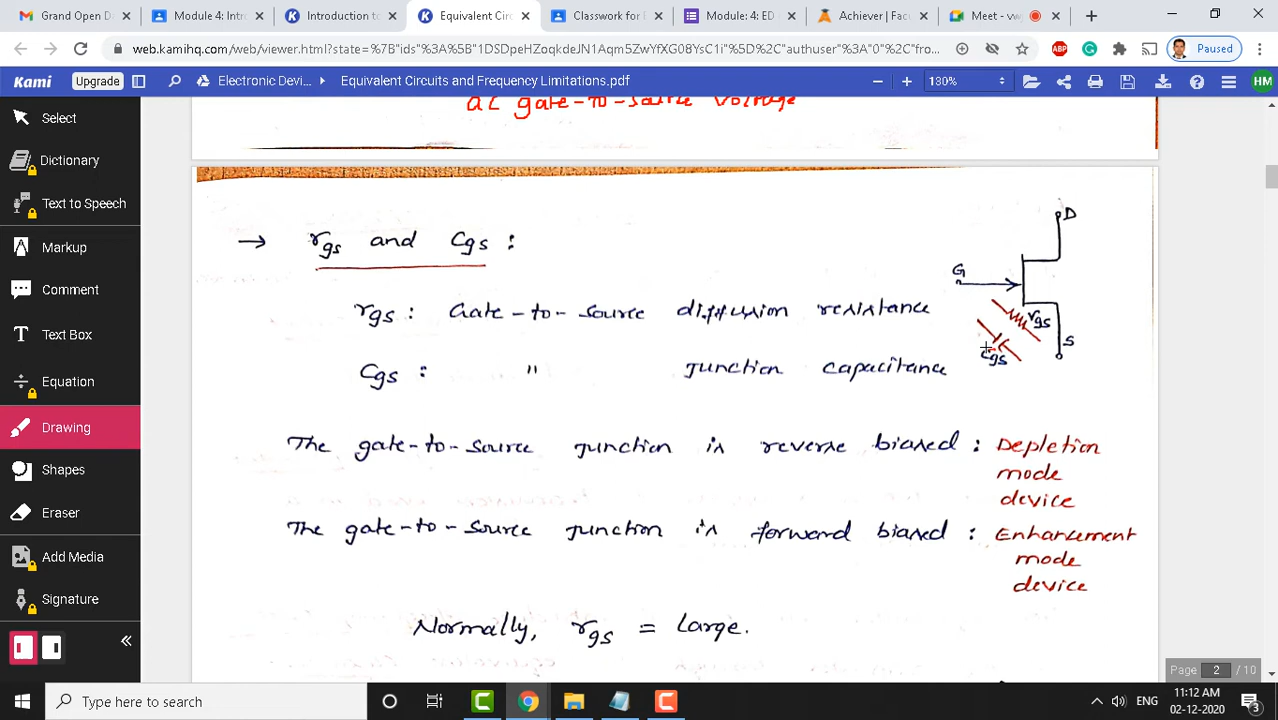 Grand Open D
Module 4: Intr
Introduction to
Equivalent Circ
Classwork for E
Module: 4: ED
Achiever | Fac
Meet - vw
web.kamihq.com/web/viewer.html?state=%7B"ids"%3A%5B"1DSDpeHZoqkdeJN1Aqm5ZwYfXG08YsC1i"%5D%2C"authuser"%3A"0"%2C"fro...
Paused
Kami
Upgrade
Electronic Devi...
Equivalent Circuits and Frequency Limitations.pdf
130%
HM
Select
Dictionary
Text to Speech
Markup
Comment
Text Box
Equation
Drawing
Shapes
Eraser
Add Media
Signature
ac gate-to-source voltage
→ rgs and Cgs :
rgs : Gate-to-source diffusion resistance
Cgs : " junction capacitance
D
G
rgs
S
Cgs
The gate-to-source junction is reverse biased : Depletion
mode
device
The gate-to-source junction is forward biased : Enhancement
mode
device
Normally, rgs = large.
Page 2 / 10
Type here to search
ENG
11:12 AM
02-12-2020
3